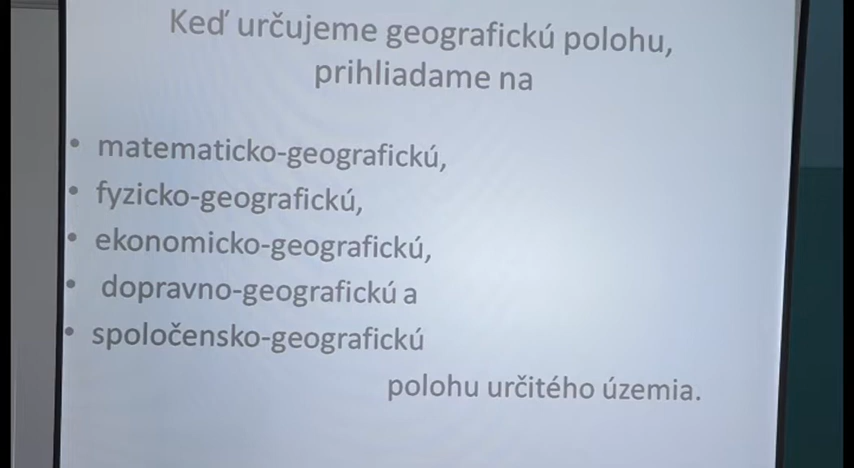 Keď určujeme geografickú polohu,
prihliadame na
• matematicko-geografickú,
• fyzicko-geografickú,
• ekonomicko-geografickú,
• dopravno-geografickú a
• spoločensko-geografickú
polohu určitého územia.